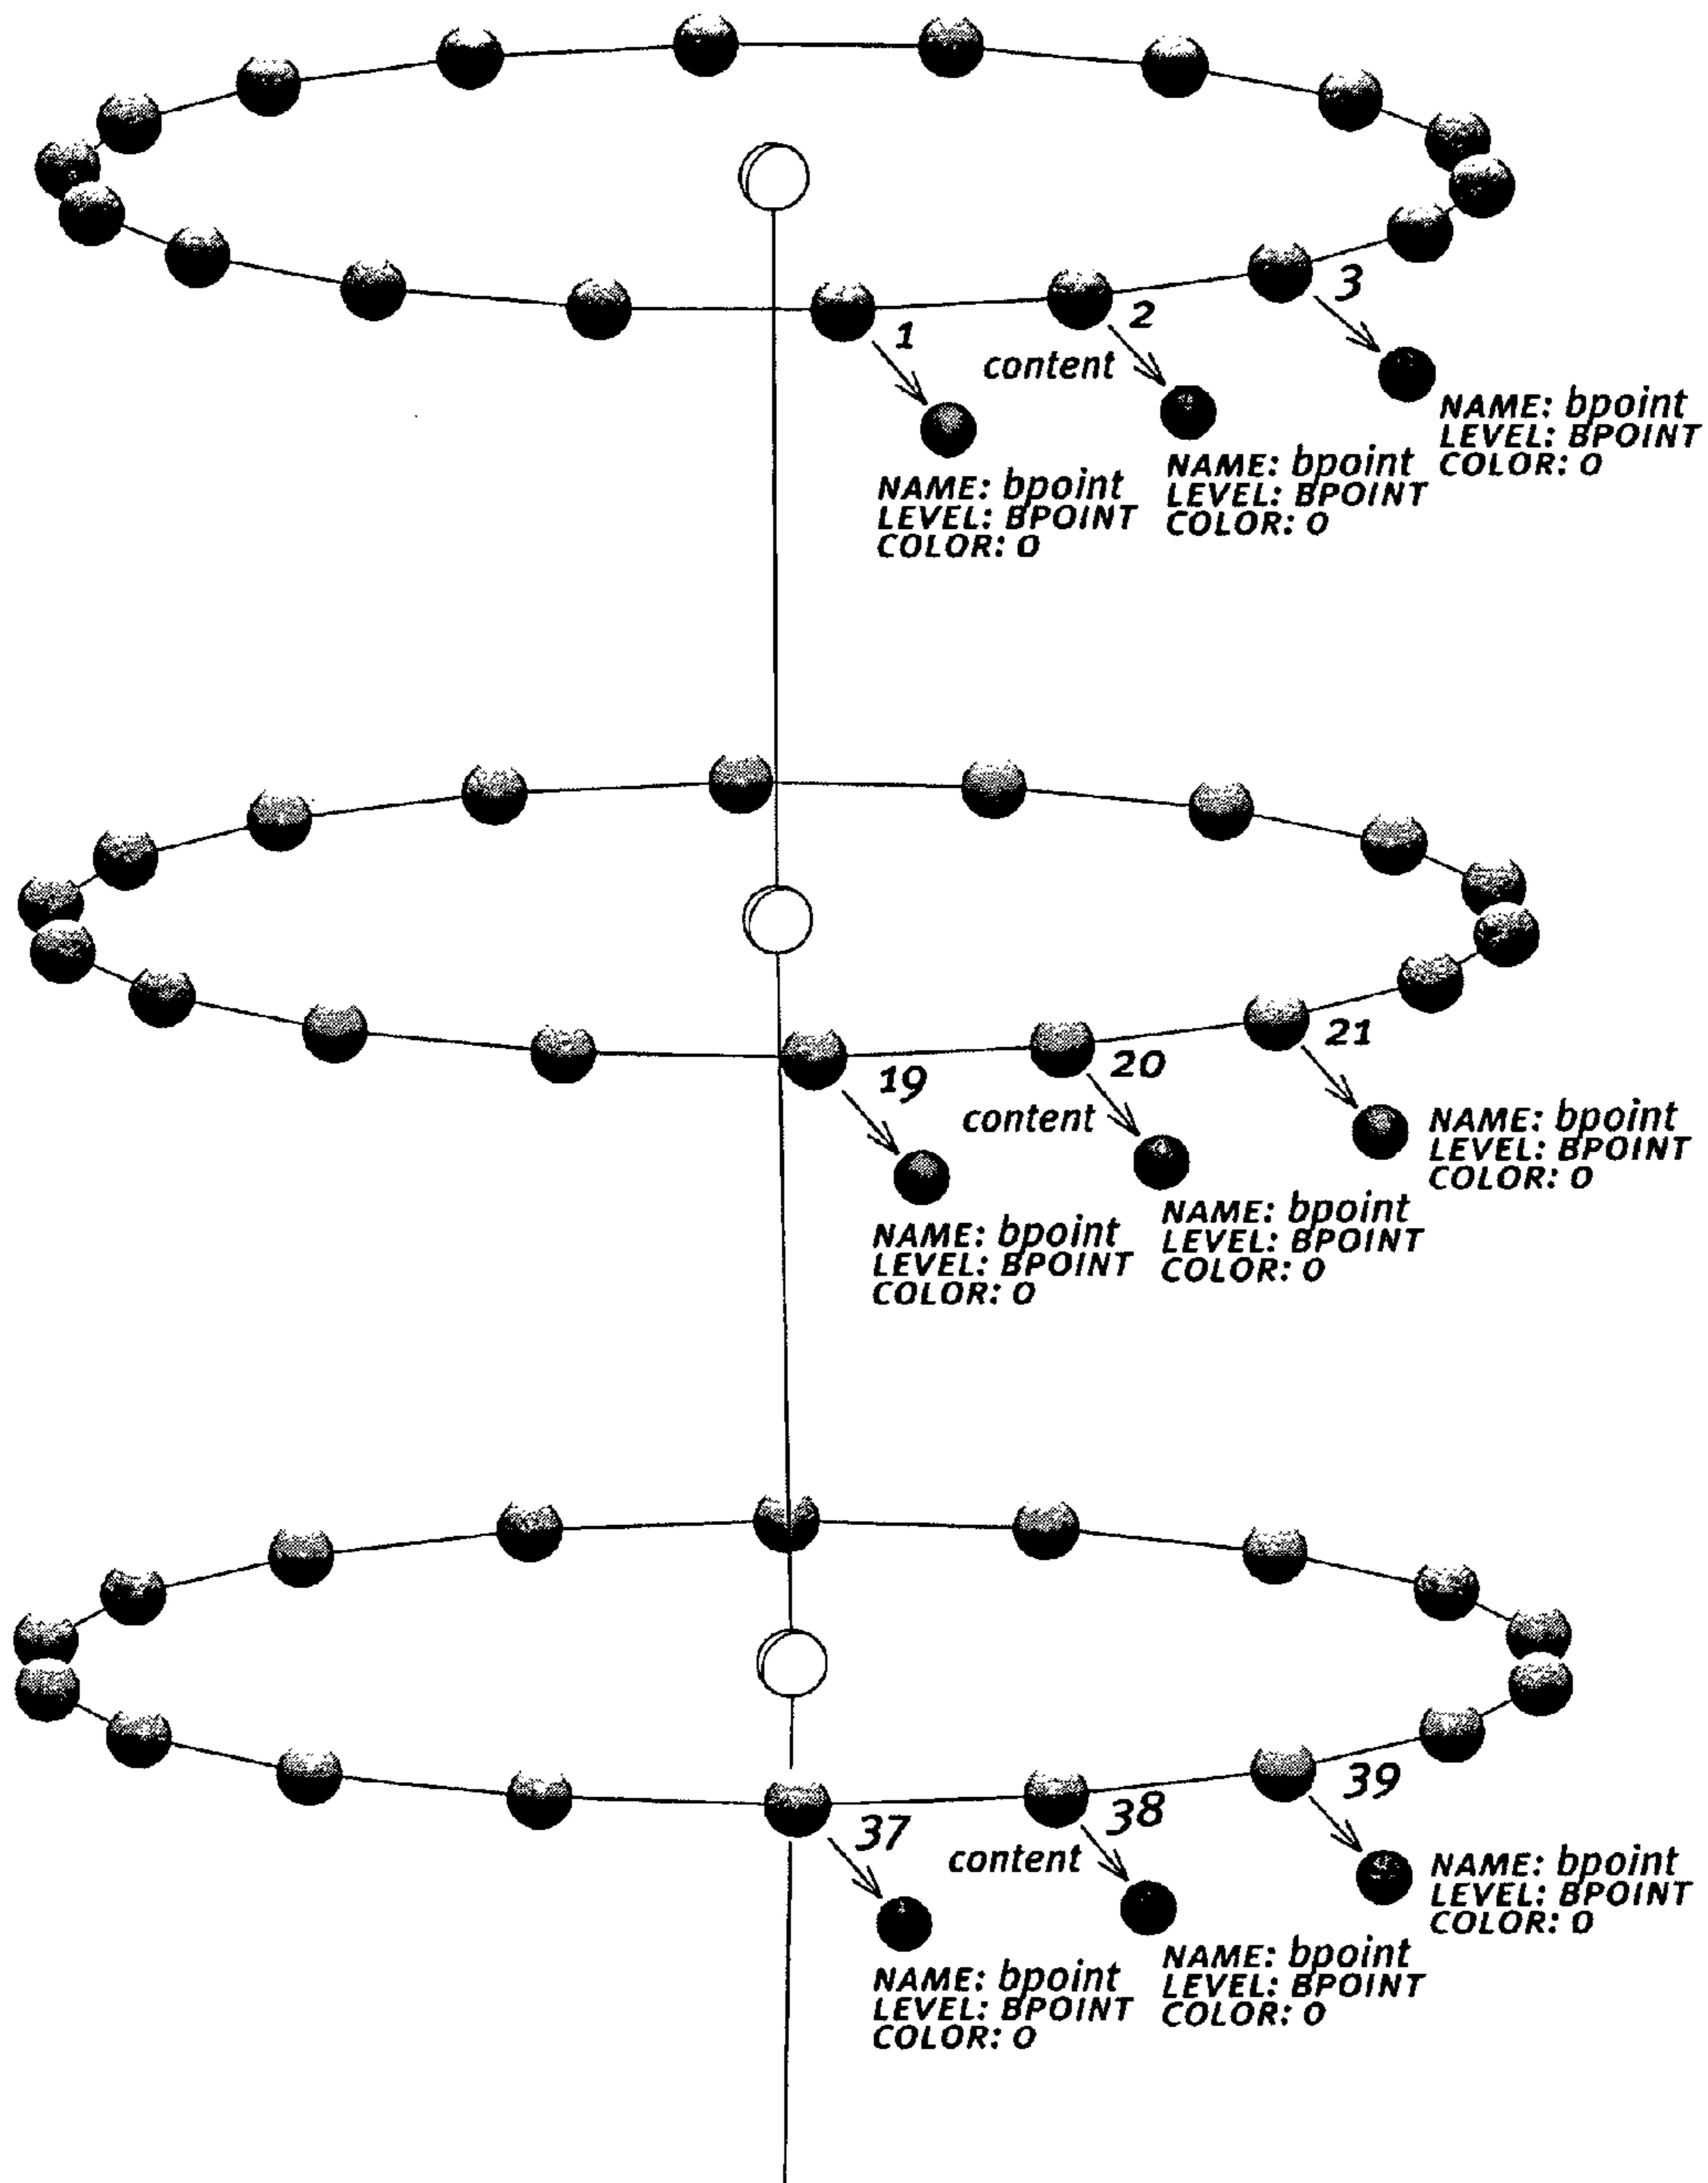 1
2
3
content
NAME: bpoint
LEVEL: BPOINT
COLOR: 0
NAME: bpoint
LEVEL: BPOINT
COLOR: 0
NAME: bpoint
LEVEL: BPOINT
COLOR: 0
19
20
21
content
NAME: bpoint
LEVEL: BPOINT
COLOR: 0
NAME: bpoint
LEVEL: BPOINT
COLOR: 0
NAME: bpoint
LEVEL: BPOINT
COLOR: 0
37
38
39
content
NAME: bpoint
LEVEL: BPOINT
COLOR: 0
NAME: bpoint
LEVEL: BPOINT
COLOR: 0
NAME: bpoint
LEVEL: BPOINT
COLOR: 0